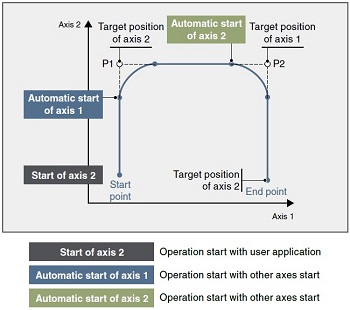 Axis 2
Target position
of axis 2
Automatic start
of axis 2
Target position
of axis 1
P1
P2
Automatic start
of axis 1
Start of axis 2
Target position
of axis 2
Start
point
End point
Axis 1
Start of axis 2
Operation start with user application
Automatic start of axis 1
Operation start with other axes start
Automatic start of axis 2
Operation start with other axes start